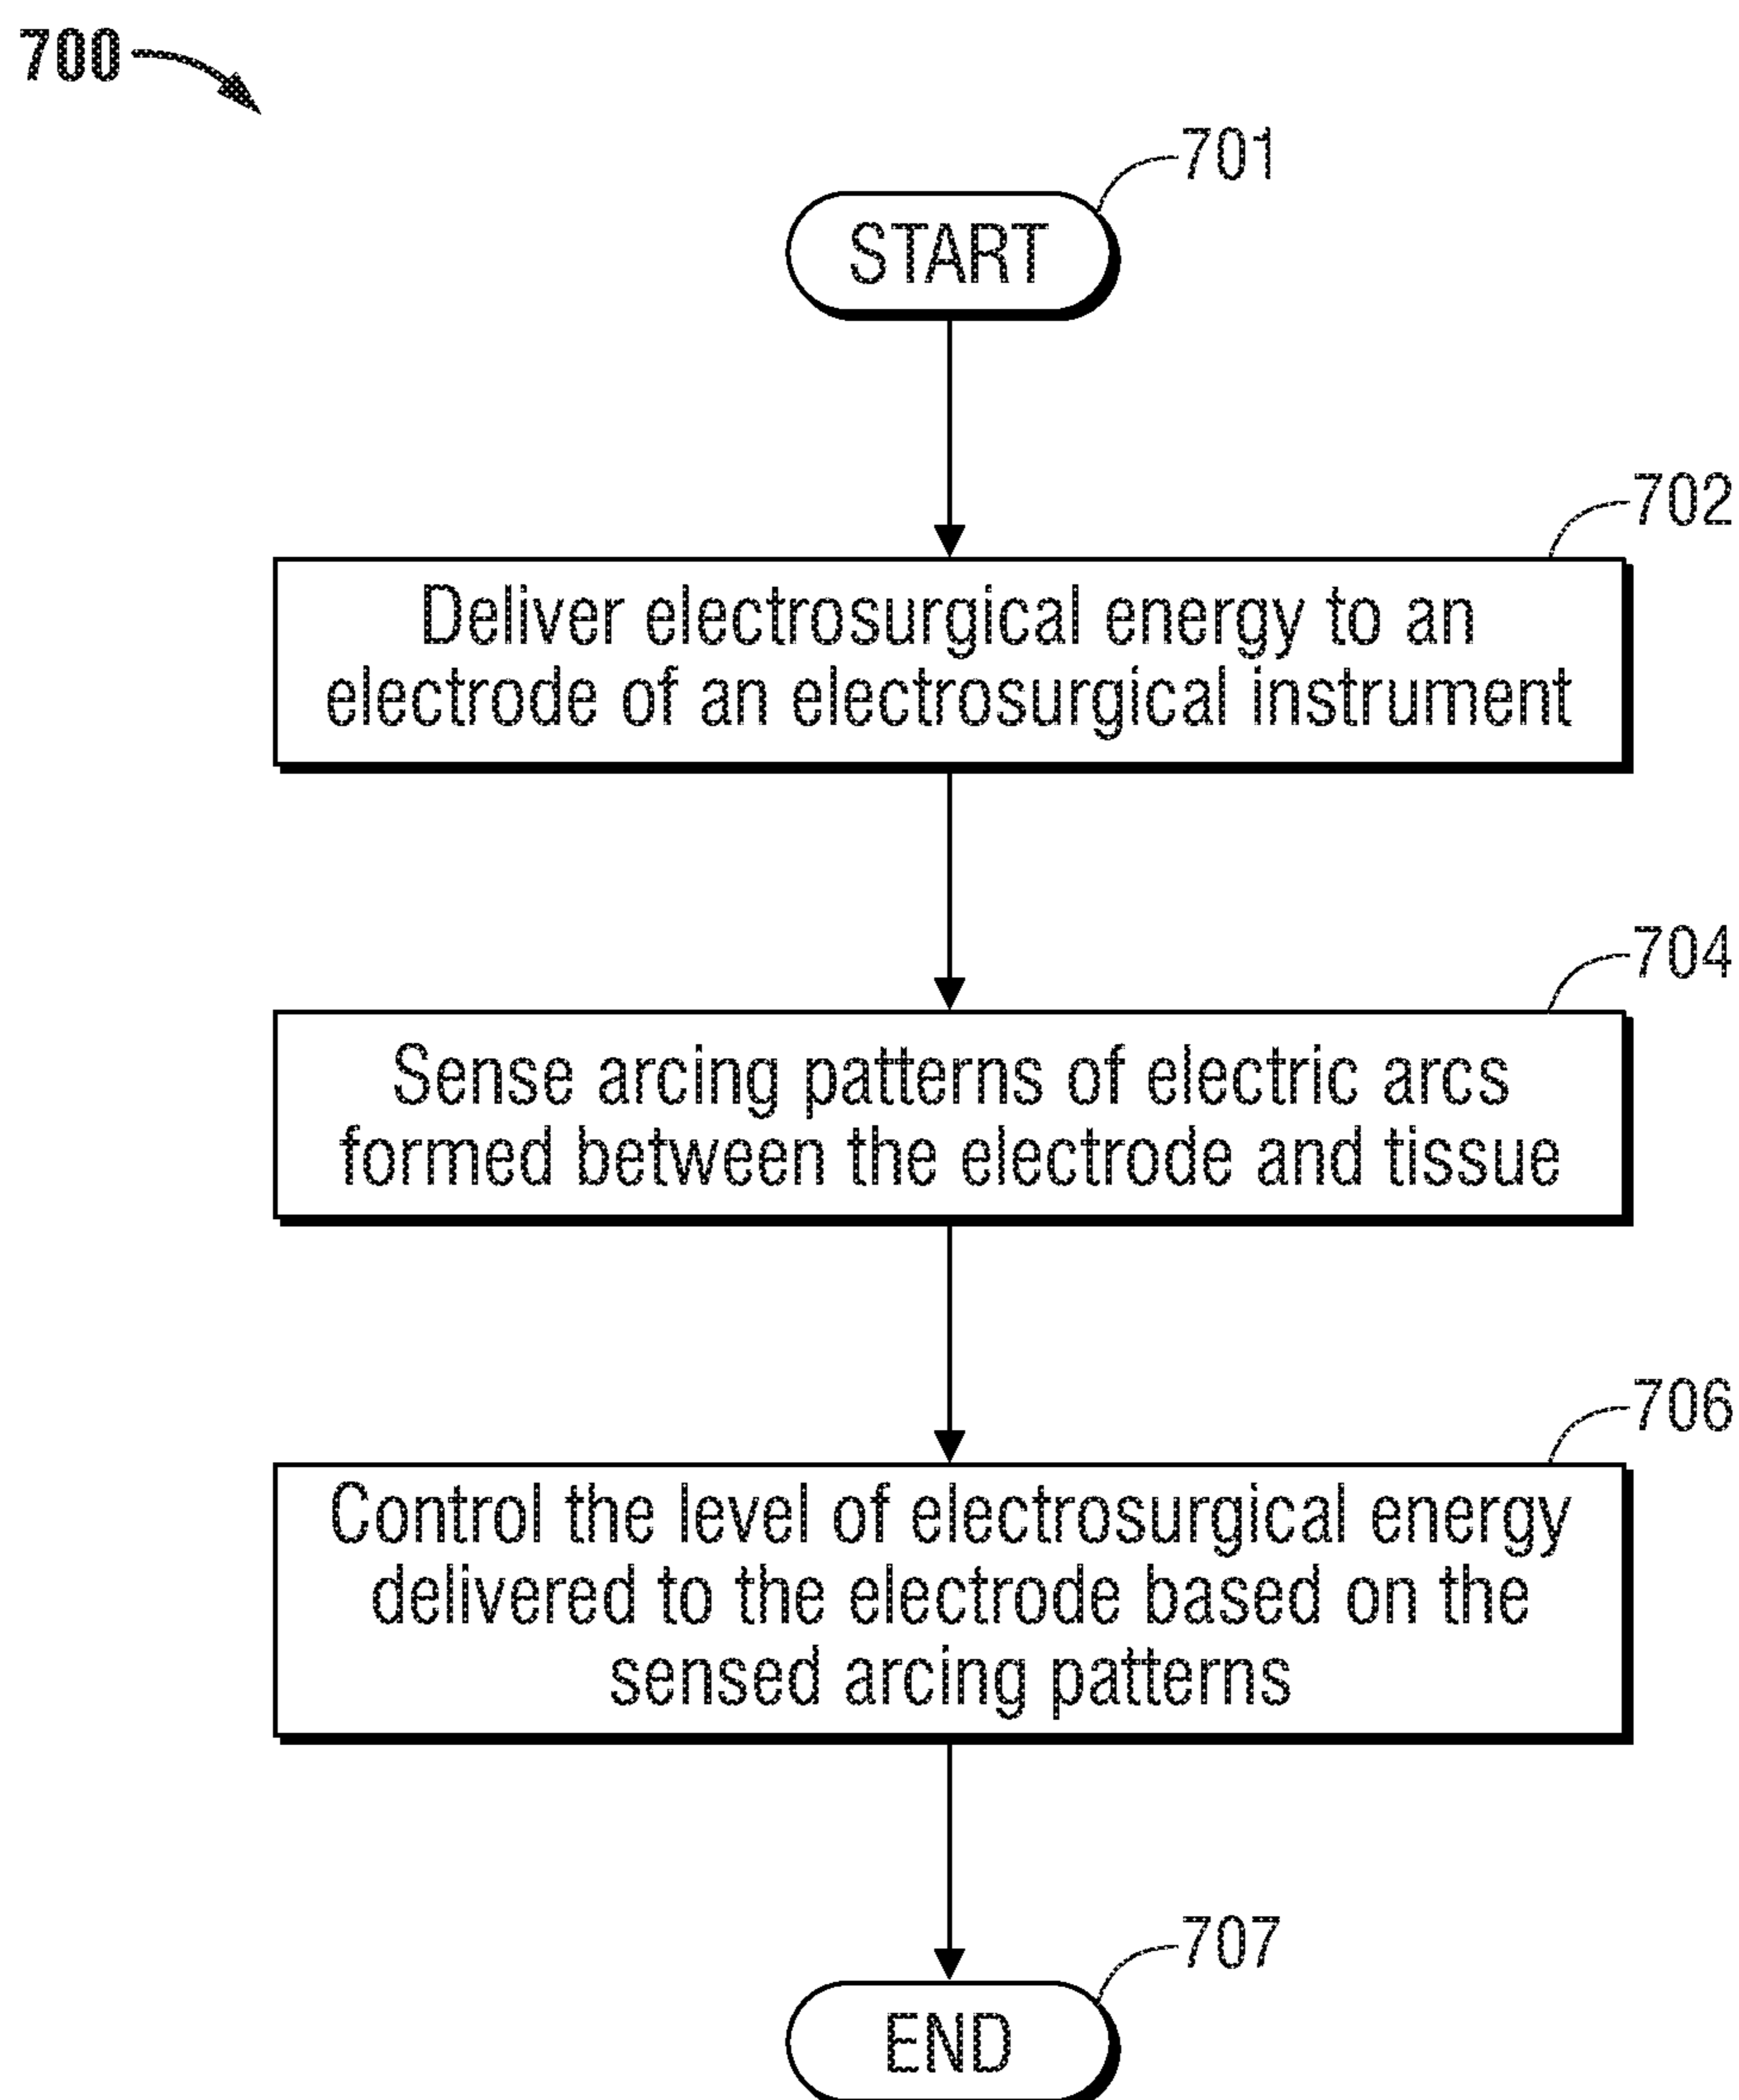 700
701
START
702
Deliver electrosurgical energy to an
electrode of an electrosurgical instrument
704
Sense arcing patterns of electric arcs
formed between the electrode and tissue
706
Control the level of electrosurgical energy
delivered to the electrode based on the
sensed arcing patterns
707
END